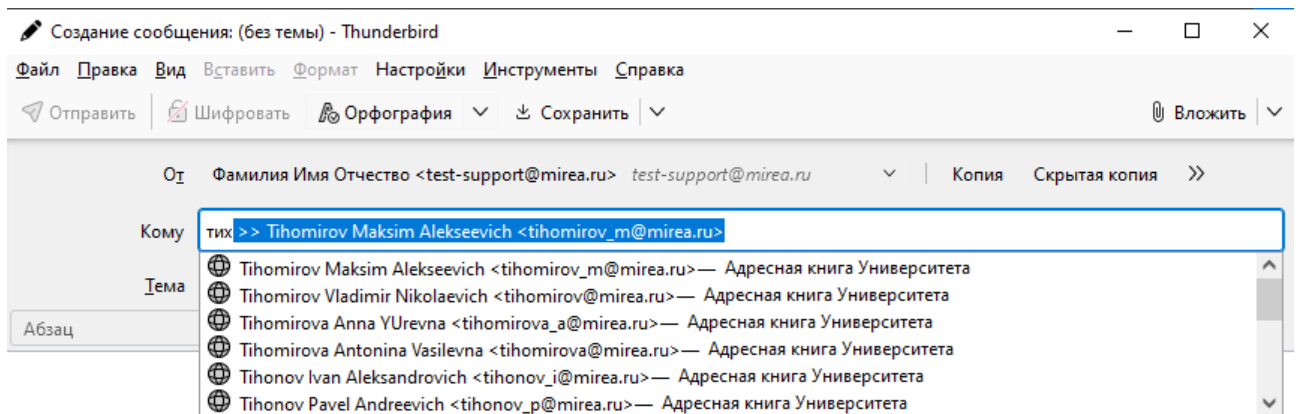 Создание сообщения: (без темы) - Thunderbird
Файл Правка Вид Вставить Формат Настройки Инструменты Справка
Отправить Шифровать Орфография Сохранить Вложить
От Фамилия Имя Отчество <test-support@mirea.ru> test-support@mirea.ru Копия Скрытая копия
Кому тих >> Tihomirov Maksim Alekseevich <tihomirov_m@mirea.ru>
Tihomirov Maksim Alekseevich <tihomirov_m@mirea.ru>— Адресная книга Университета
Тема
Tihomirov Vladimir Nikolaevich <tihomirov@mirea.ru>— Адресная книга Университета
Tihomirova Anna YUrevna <tihomirova_a@mirea.ru>— Адресная книга Университета
Абзац
Tihomirova Antonina Vasilevna <tihomirova@mirea.ru>— Адресная книга Университета
Tihonov Ivan Aleksandrovich <tihonov_i@mirea.ru>— Адресная книга Университета
Tihonov Pavel Andreevich <tihonov_p@mirea.ru>— Адресная книга Университета